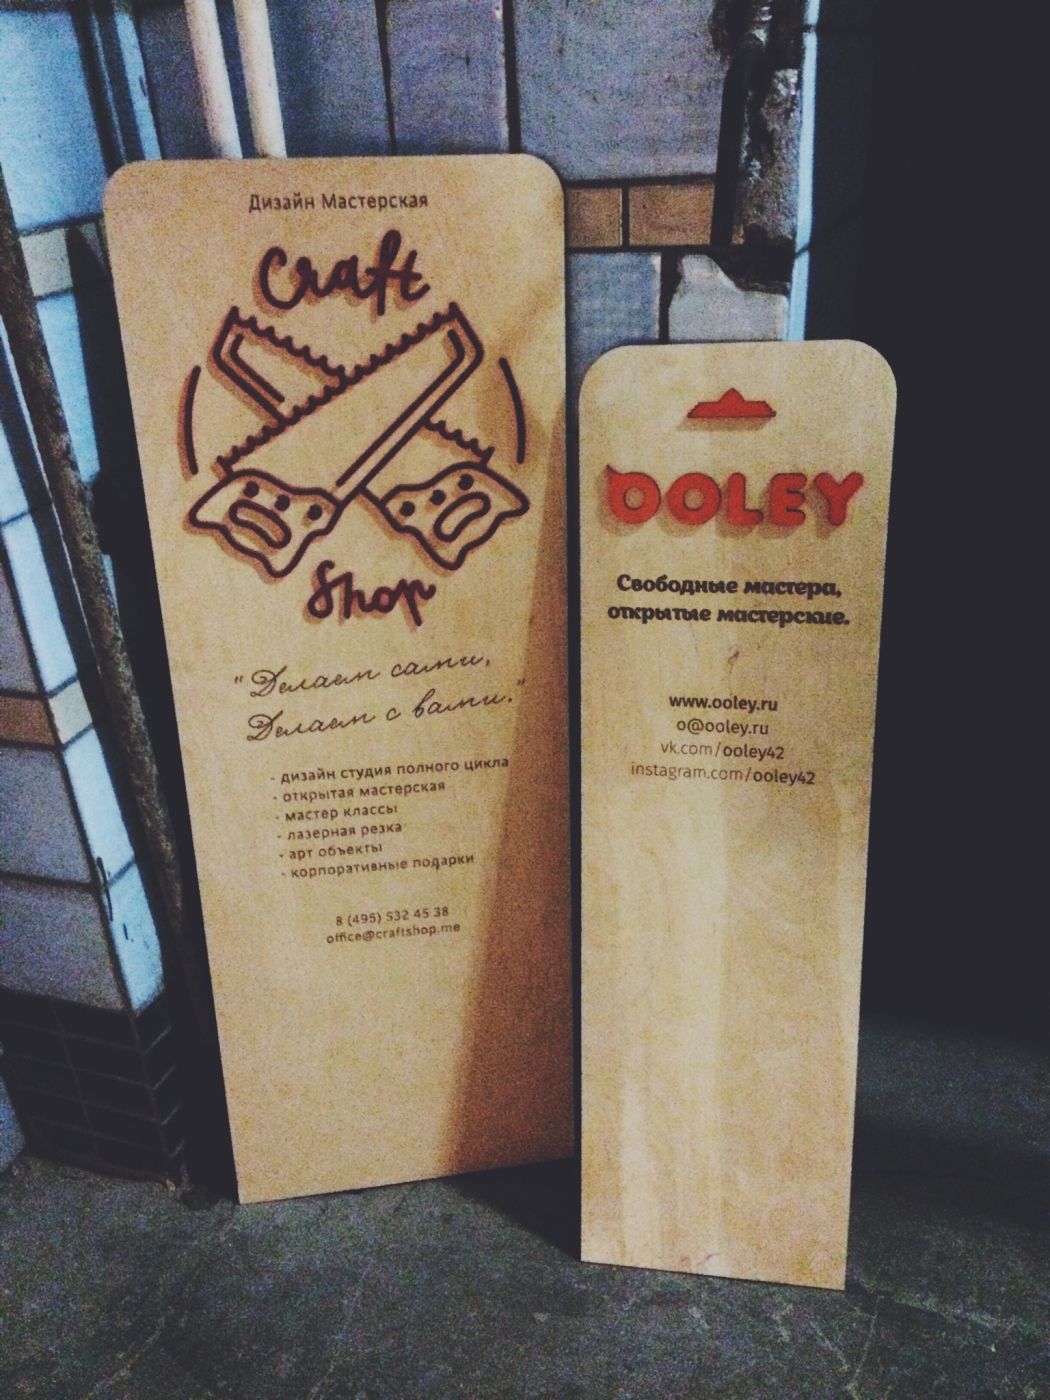 Дизайн Мастерская
Craft
Shop
"Делаем сами,
Делаем с вами."
- дизайн студия полного цикла
- открытая мастерская
- мастер классы
- лазерная резка
- арт объекты
- корпоративные подарки
8 (495) 532 45 38
office@craftshop.me
OOLEY
Свободные мастера,
открытые мастерские.
www.ooley.ru
o@ooley.ru
vk.com/ooley42
instagram.com/ooley42